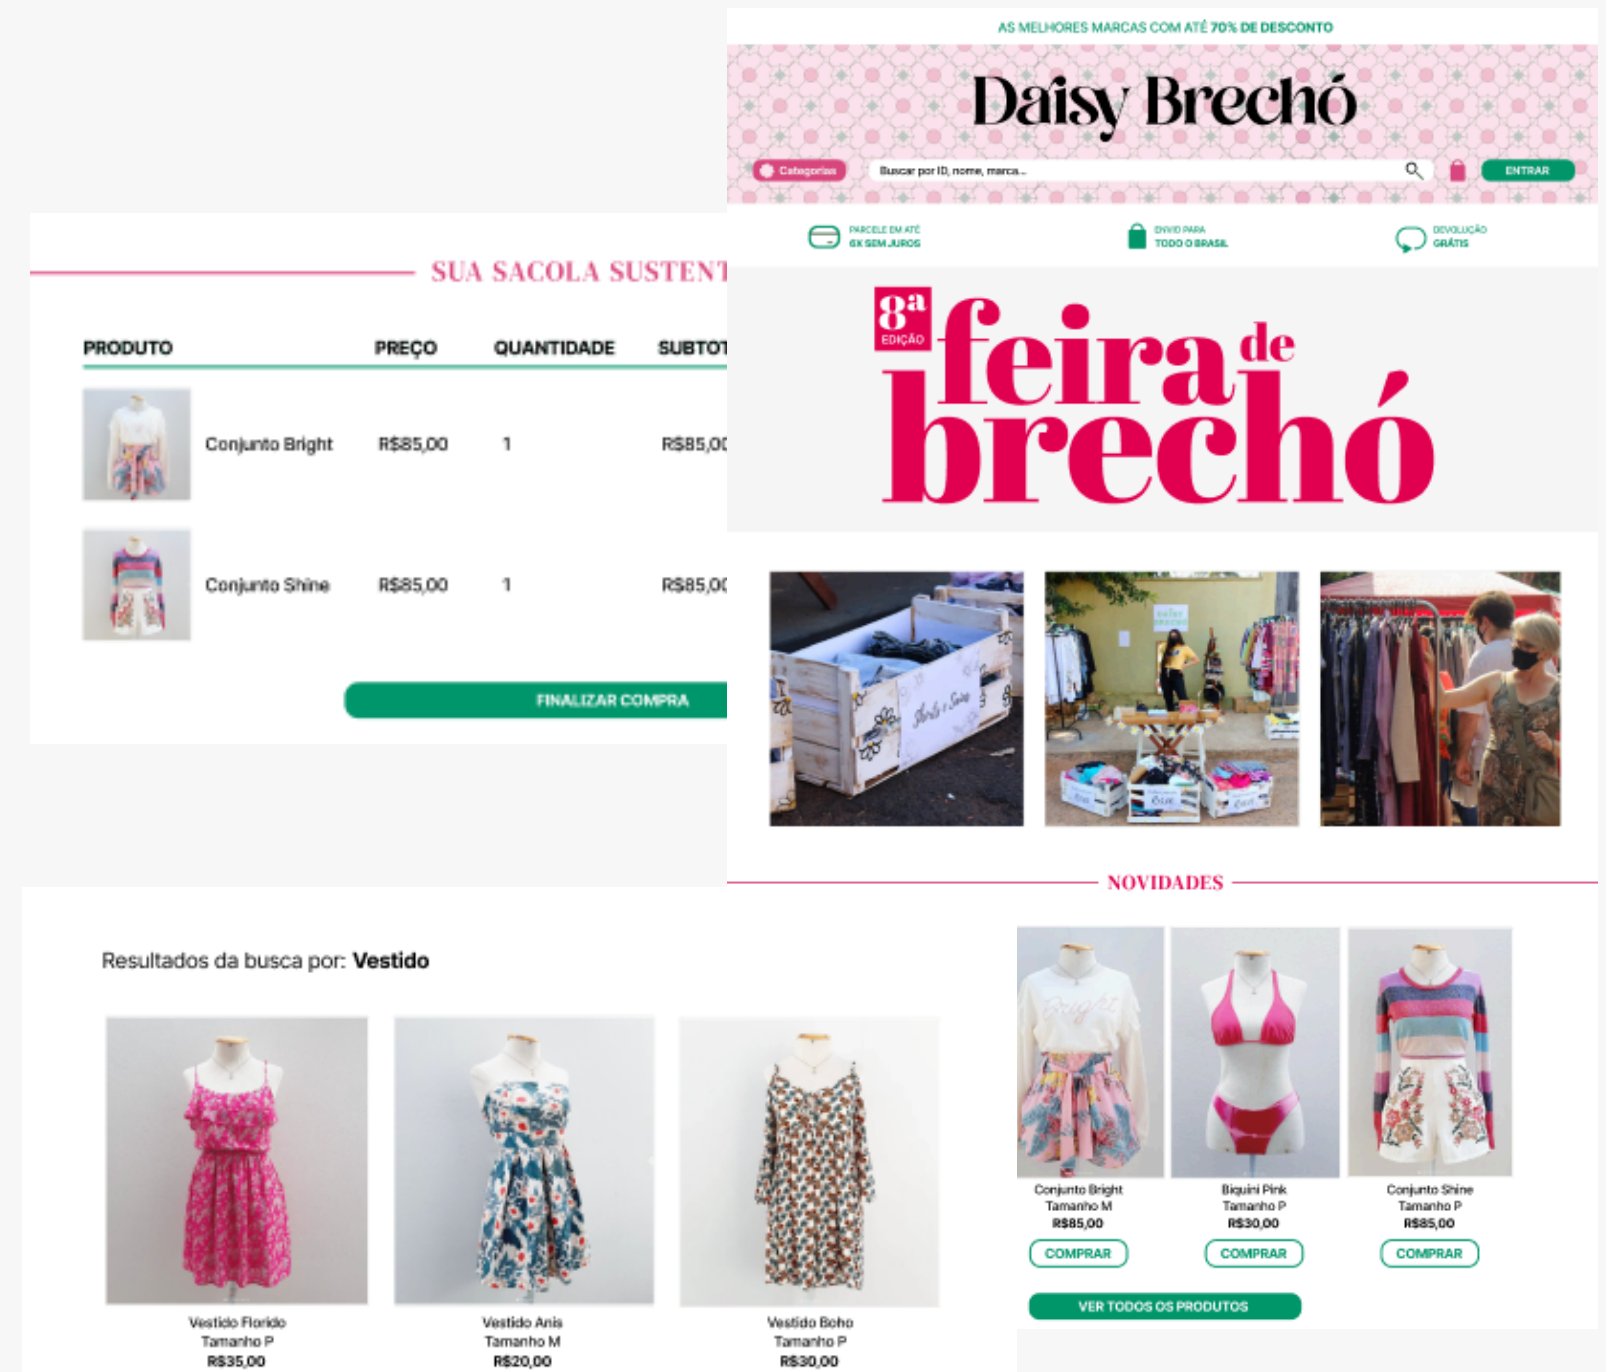 AS MELHORES MARCAS COM ATÉ 70% DE DESCONTO
Daisy Brechó
Categorias
Buscar por ID, nome, marca...
ENTRAR
PARCELE EM ATÉ
6X SEM JUROS
ENVIO PARA
TODO O BRASIL
DEVOLUÇÃO
GRÁTIS
8ª
EDIÇÃO
feira de
brechó
NOVIDADES
Conjunto Bright
Tamanho M
R$85,00
COMPRAR
Biquini Pink
Tamanho P
R$30,00
COMPRAR
Conjunto Shine
Tamanho P
R$85,00
COMPRAR
VER TODOS OS PRODUTOS
SUA SACOLA SUSTENT
PRODUTO PREÇO QUANTIDADE SUBTOT
Conjunto Bright R$85,00 1 R$85,00
Conjunto Shine R$85,00 1 R$85,00
FINALIZAR COMPRA
Resultados da busca por: Vestido
Vestido Florido
Tamanho P
R$35,00
Vestido Anis
Tamanho M
R$20,00
Vestido Boho
Tamanho P
R$30,00